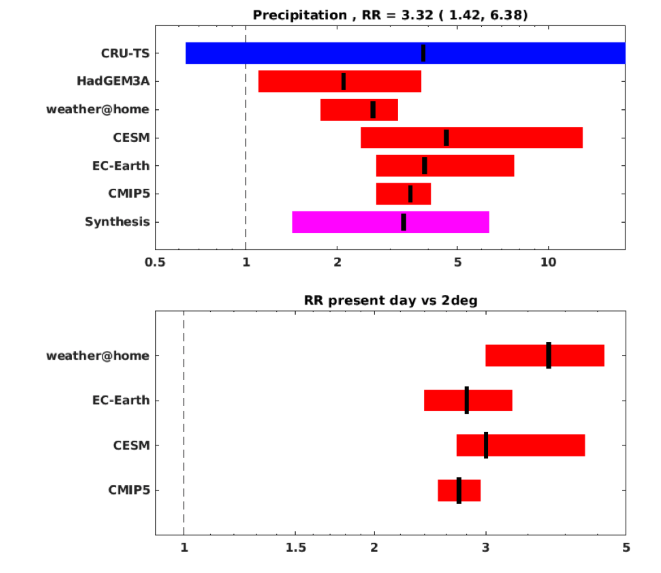 Precipitation , RR = 3.32 ( 1.42, 6.38)
CRU-TS
HadGEM3A
weather@home
CESM
EC-Earth
CMIP5
Synthesis
0.5 1 2 5 10
RR present day vs 2deg
weather@home
EC-Earth
CESM
CMIP5
1 1.5 2 3 5